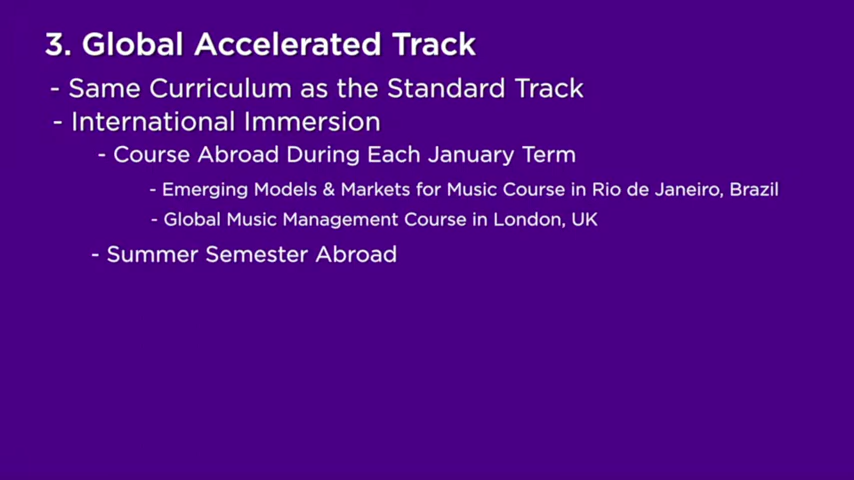 3. Global Accelerated Track
- Same Curriculum as the Standard Track
- International Immersion
- Course Abroad During Each January Term
- Emerging Models & Markets for Music Course in Rio de Janeiro, Brazil
- Global Music Management Course in London, UK
- Summer Semester Abroad